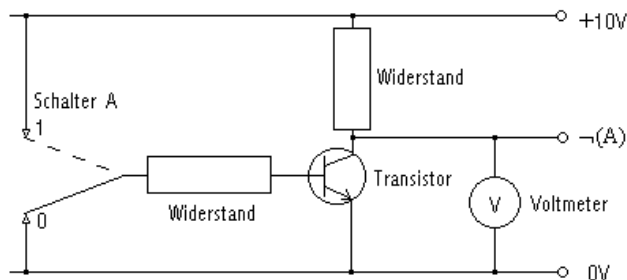 +10V
Widerstand
Schalter A
1
¬(A)
Transistor
Widerstand
V
Voltmeter
0
0V